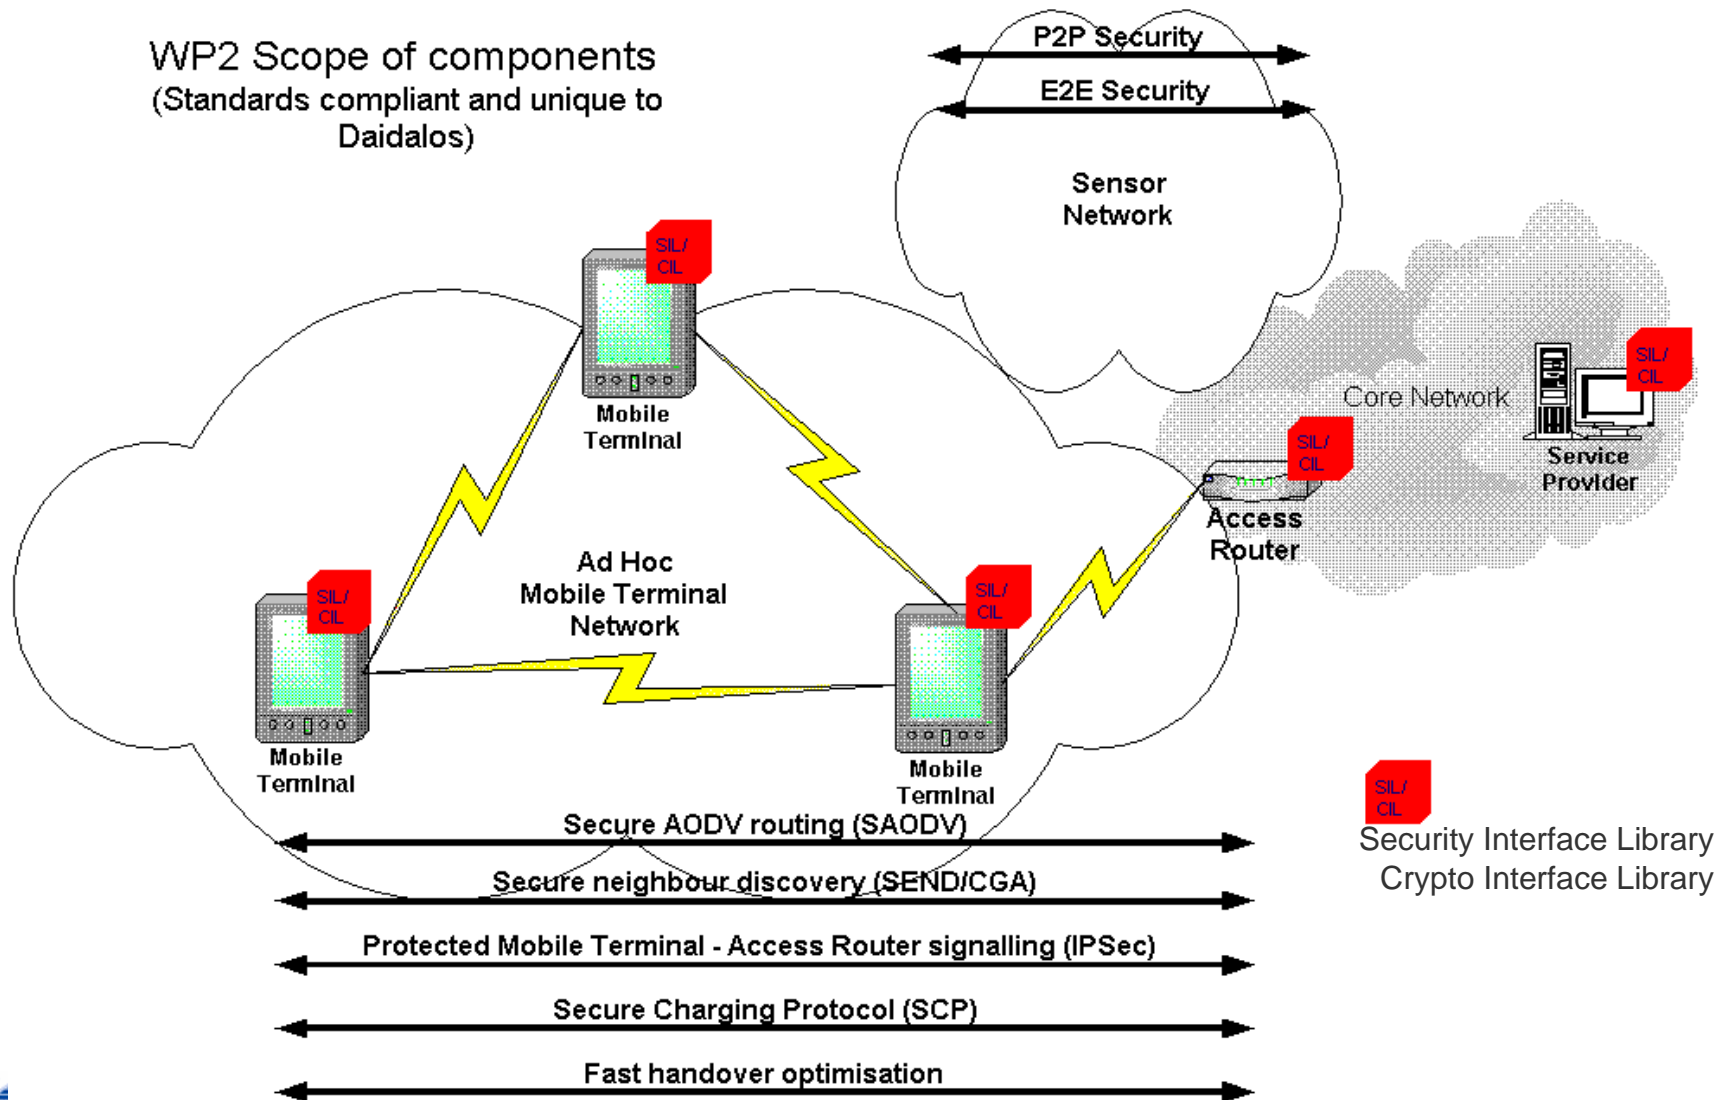 WP2 Scope of components
(Standards compliant and unique to
Daidalos)
P2P Security
E2E Security
Sensor
Network
SIL/
CIL
Mobile
Terminal
SIL/
CIL
Core Network
Service
Provider
SIL/
CIL
Access
Router
Ad Hoc
Mobile Terminal
Network
SIL/
CIL
Mobile
Terminal
SIL/
CIL
Mobile
Terminal
Secure AODV routing (SAODV)
Secure neighbour discovery (SEND/CGA)
Protected Mobile Terminal - Access Router signalling (IPSec)
Secure Charging Protocol (SCP)
Fast handover optimisation
SIL/
CIL
Security Interface Library
Crypto Interface Library